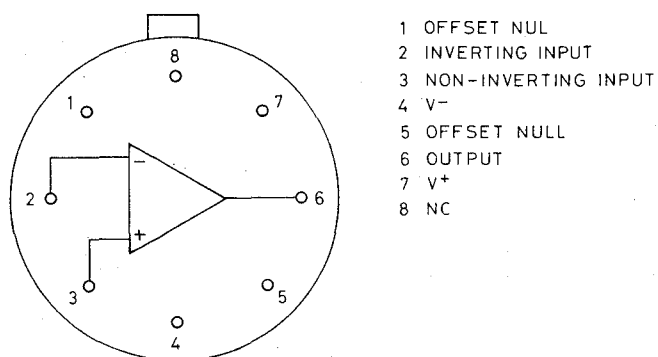 8
1
7
2
−
6
+
3
5
4
1 OFFSET NUL
2 INVERTING INPUT
3 NON-INVERTING INPUT
4 V−
5 OFFSET NULL
6 OUTPUT
7 V+
8 NC